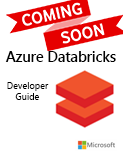 COMING
SOON
Azure Databricks
Developer
Guide
Microsoft